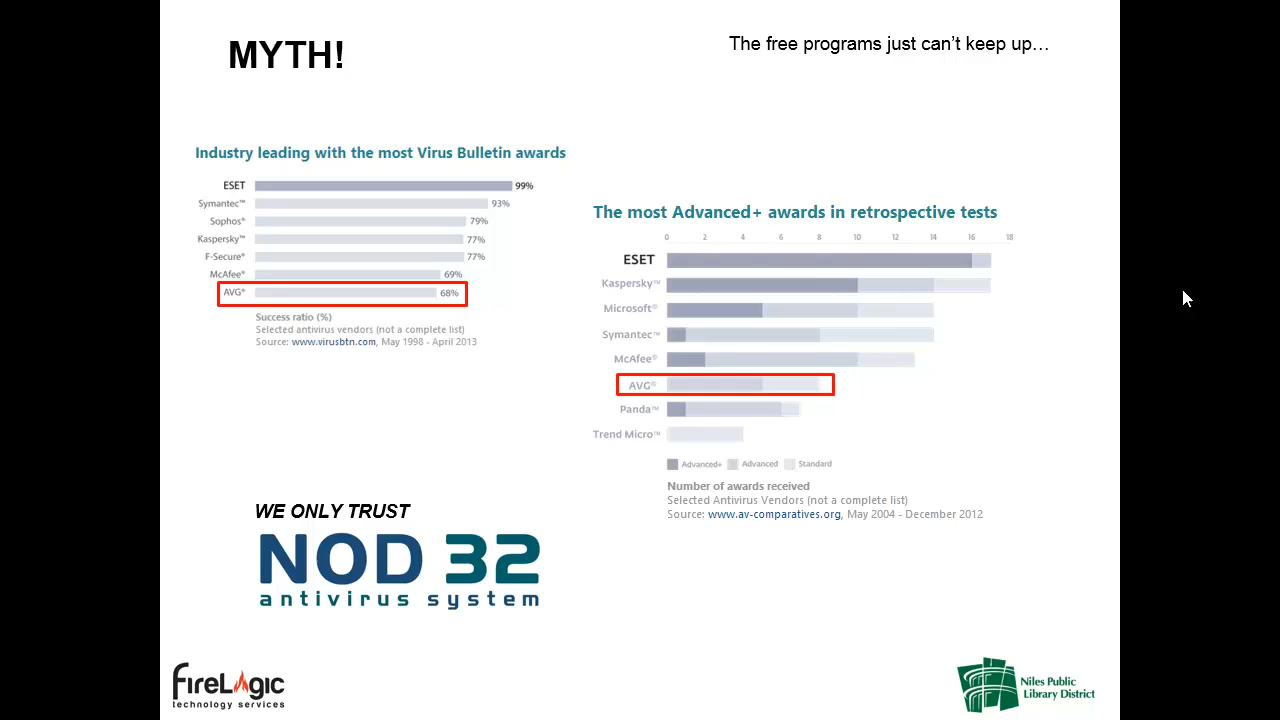 MYTH!
The free programs just can't keep up…
Industry leading with the most Virus Bulletin awards
ESET 99%
Symantec™ 93%
Sophos® 79%
Kaspersky™ 77%
F-Secure® 77%
McAfee® 69%
AVG® 68%
Success ratio (%)
Selected antivirus vendors (not a complete list)
Source: www.virusbtn.com, May 1998 - April 2013
The most Advanced+ awards in retrospective tests
0 2 4 6 8 10 12 14 16 18
ESET
Kaspersky™
Microsoft®
Symantec™
McAfee®
AVG®
Panda™
Trend Micro™
Advanced+ Advanced Standard
Number of awards received
Selected Antivirus Vendors (not a complete list)
Source: www.av-comparatives.org, May 2004 - December 2012
WE ONLY TRUST
NOD 32
antivirus system
FireLogic
technology services
Niles Public
Library District